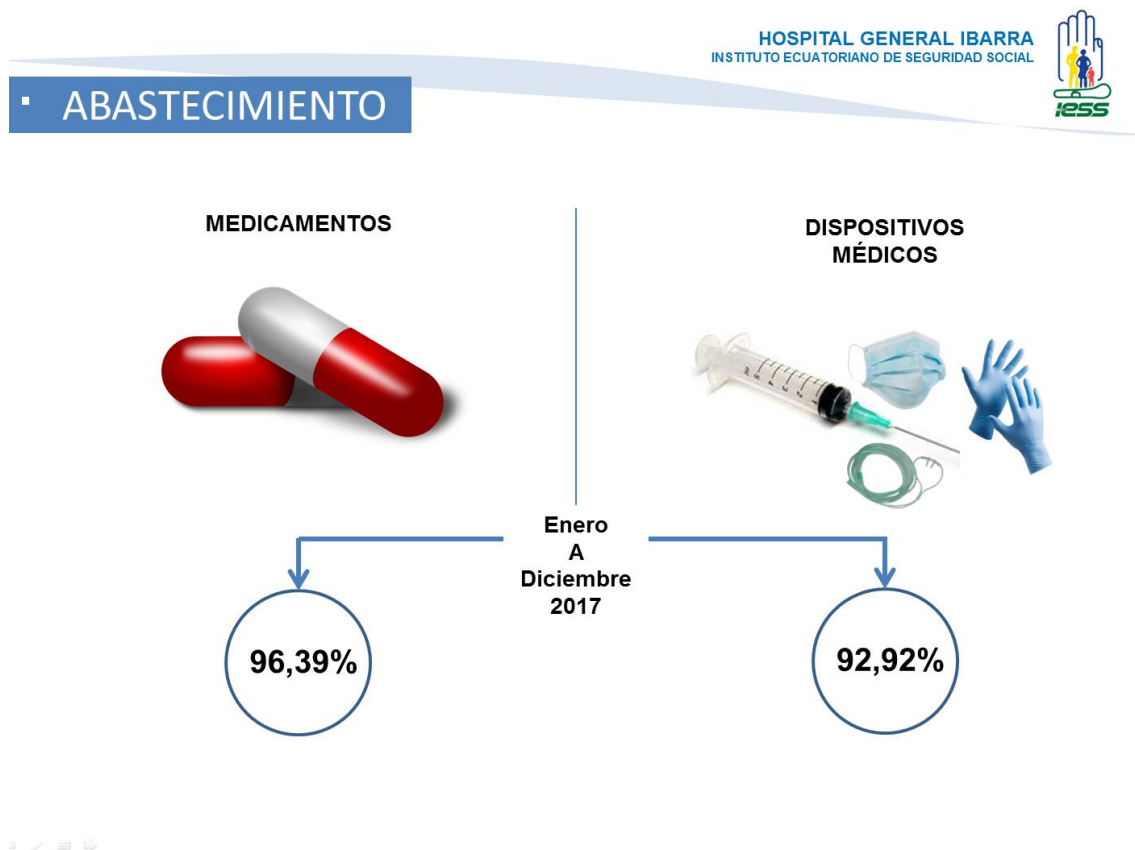 HOSPITAL GENERAL IBARRA
INSTITUTO ECUATORIANO DE SEGURIDAD SOCIAL
IESS
ABASTECIMIENTO
MEDICAMENTOS
DISPOSITIVOS
MÉDICOS
Enero
A
Diciembre
2017
96,39%
92,92%